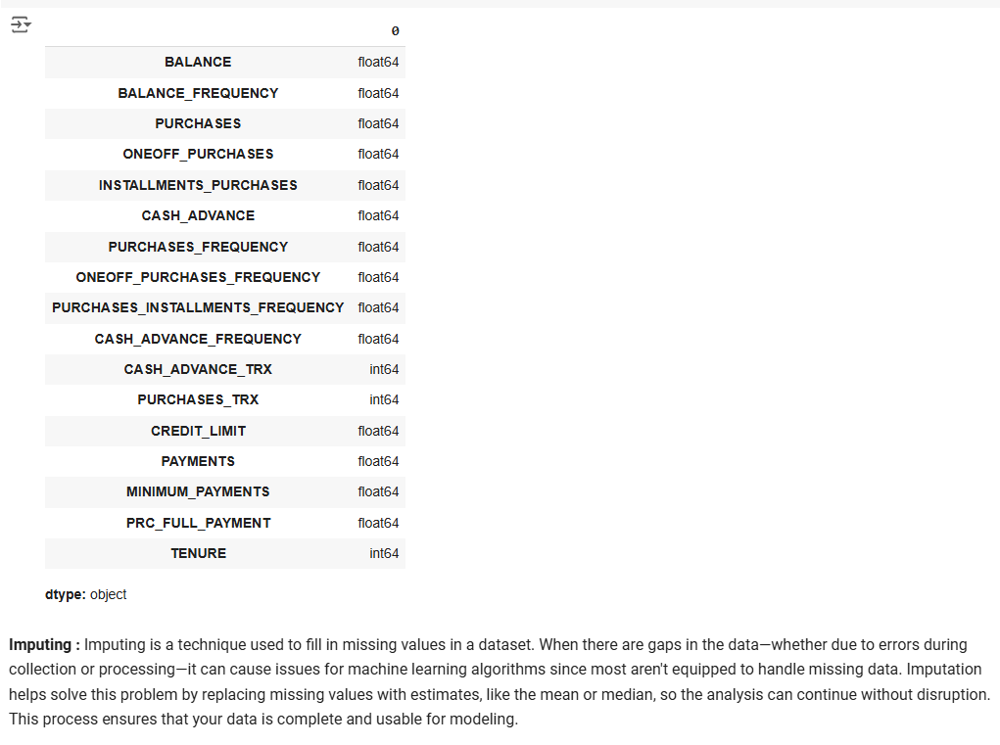 0
BALANCE float64
BALANCE_FREQUENCY float64
PURCHASES float64
ONEOFF_PURCHASES float64
INSTALLMENTS_PURCHASES float64
CASH_ADVANCE float64
PURCHASES_FREQUENCY float64
ONEOFF_PURCHASES_FREQUENCY float64
PURCHASES_INSTALLMENTS_FREQUENCY float64
CASH_ADVANCE_FREQUENCY float64
CASH_ADVANCE_TRX int64
PURCHASES_TRX int64
CREDIT_LIMIT float64
PAYMENTS float64
MINIMUM_PAYMENTS float64
PRC_FULL_PAYMENT float64
TENURE int64
dtype: object
Imputing : Imputing is a technique used to fill in missing values in a dataset. When there are gaps in the data—whether due to errors during
collection or processing—it can cause issues for machine learning algorithms since most aren't equipped to handle missing data. Imputation
helps solve this problem by replacing missing values with estimates, like the mean or median, so the analysis can continue without disruption.
This process ensures that your data is complete and usable for modeling.